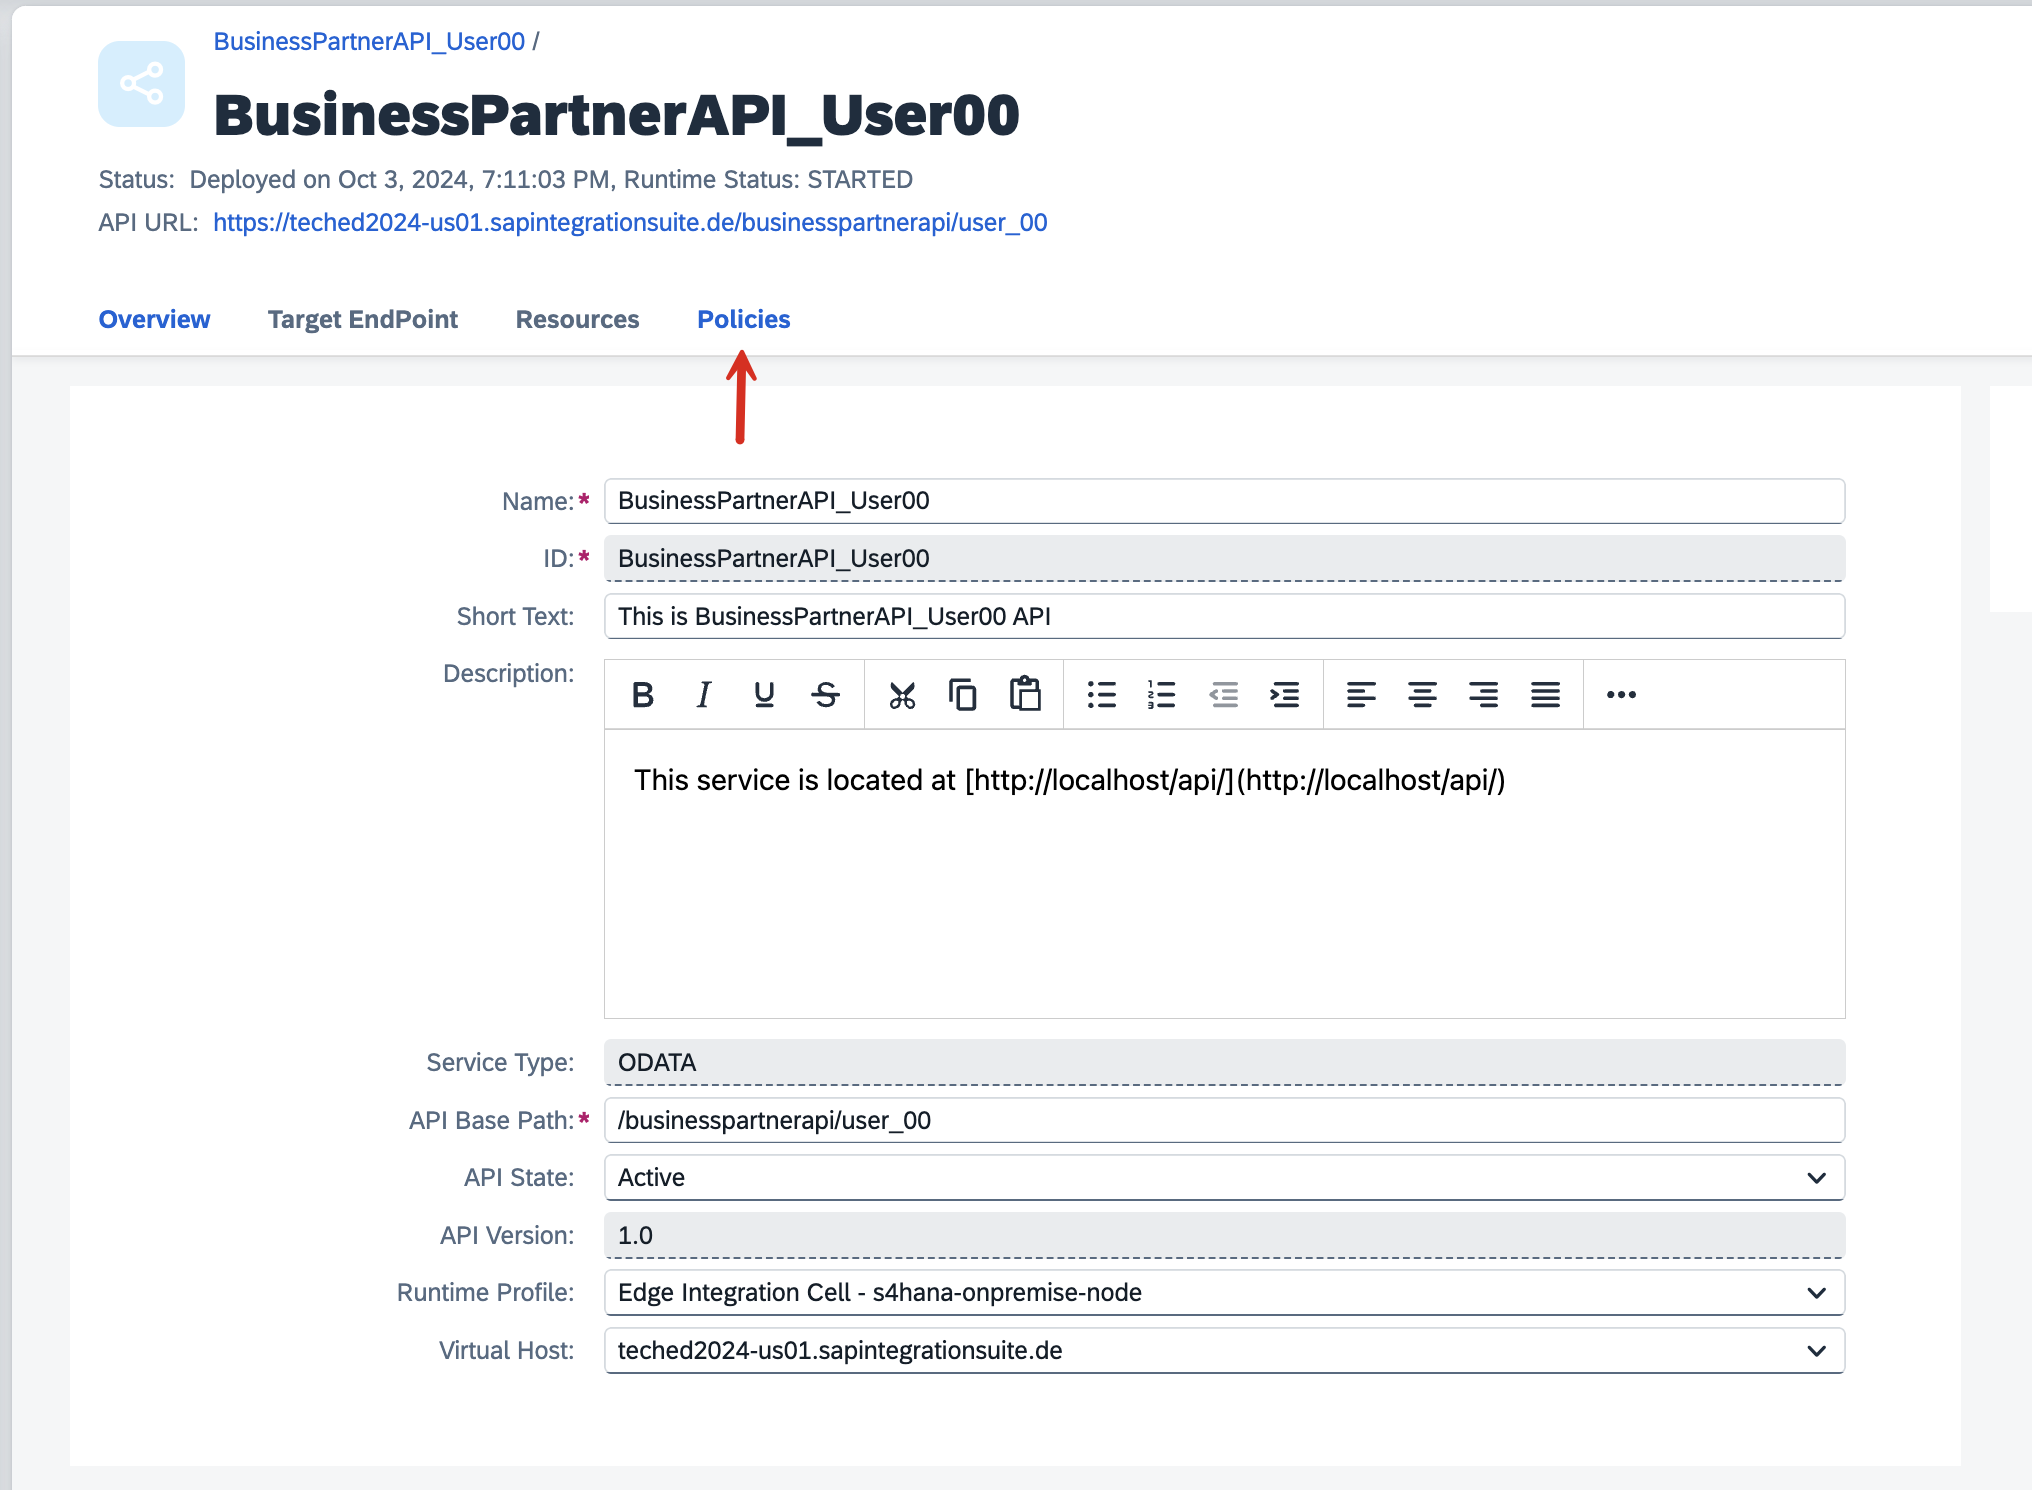 BusinessPartnerAPI_User00 /
BusinessPartnerAPI_User00
Status: Deployed on Oct 3, 2024, 7:11:03 PM, Runtime Status: STARTED
API URL: https://teched2024-us01.sapintegrationsuite.de/businesspartnerapi/user_00
Overview Target EndPoint Resources Policies
Name:* BusinessPartnerAPI_User00
ID:* BusinessPartnerAPI_User00
Short Text: This is BusinessPartnerAPI_User00 API
Description:
B I U S
This service is located at [http://localhost/api/](http://localhost/api/)
Service Type: ODATA
API Base Path:* /businesspartnerapi/user_00
API State: Active
API Version: 1.0
Runtime Profile: Edge Integration Cell - s4hana-onpremise-node
Virtual Host: teched2024-us01.sapintegrationsuite.de